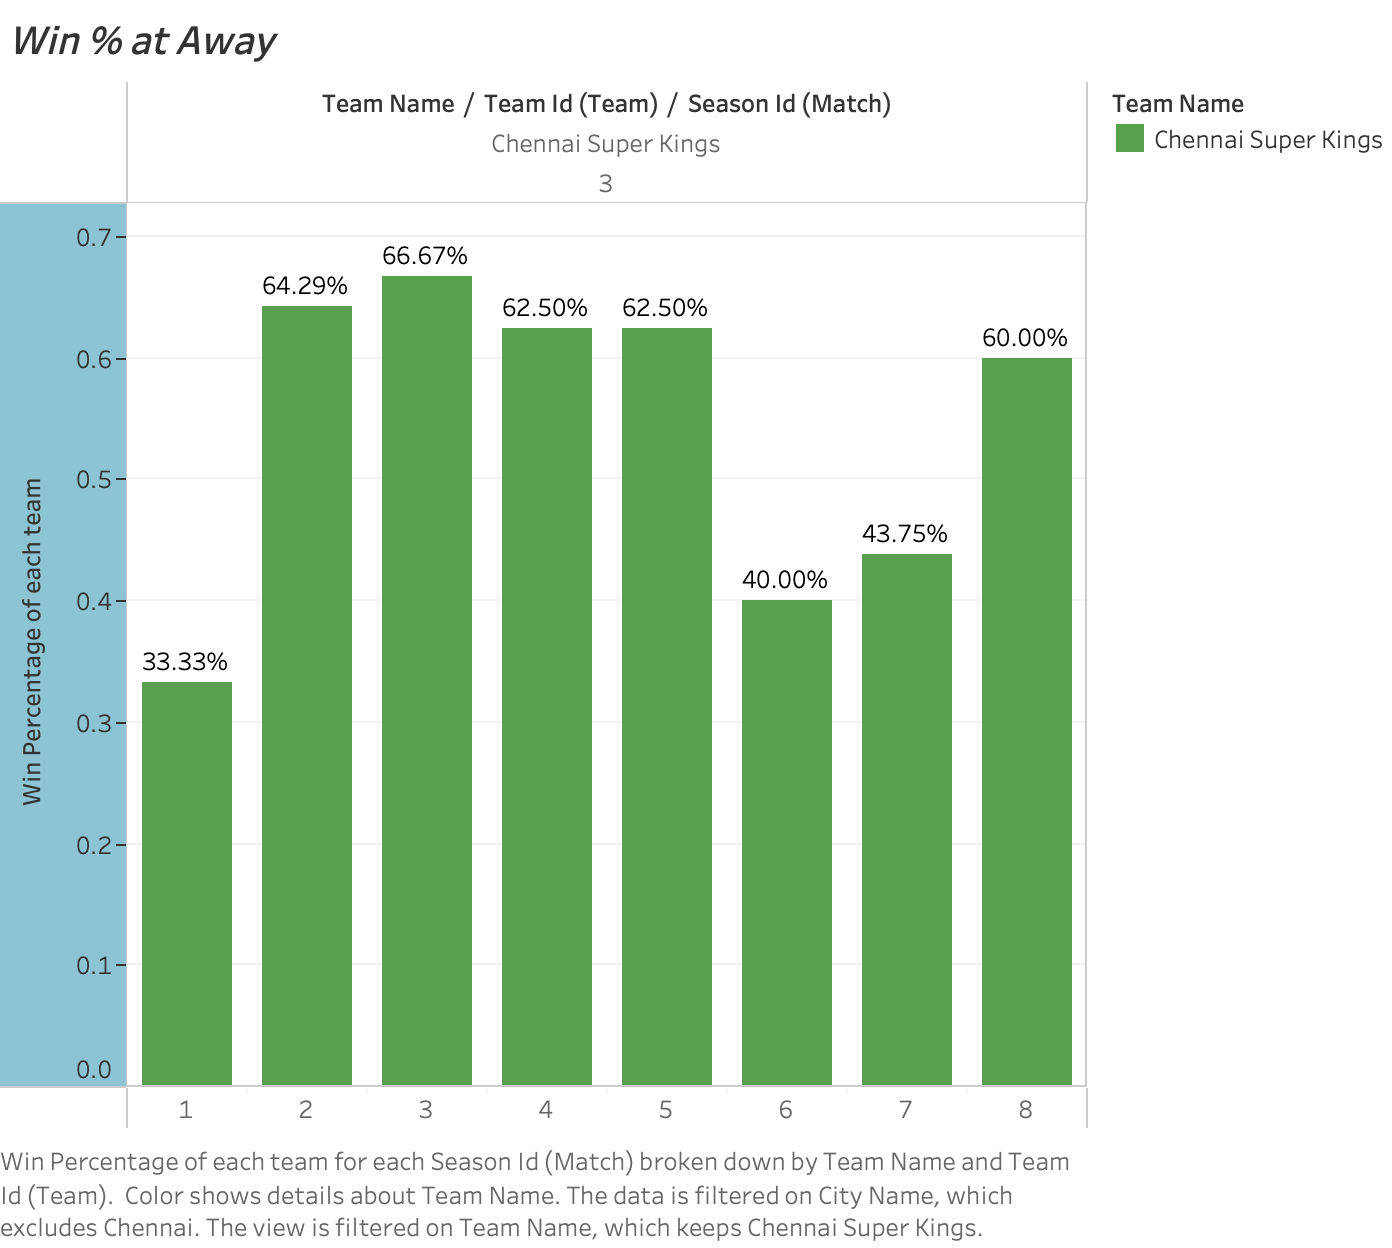 Win % at Away
Team Name / Team Id (Team) / Season Id (Match)
Chennai Super Kings
3
Team Name
Chennai Super Kings
Win Percentage of each team
0.7
0.6
0.5
0.4
0.3
0.2
0.1
0.0
33.33%
64.29%
66.67%
62.50%
62.50%
40.00%
43.75%
60.00%
1 2 3 4 5 6 7 8
Win Percentage of each team for each Season Id (Match) broken down by Team Name and Team
Id (Team).  Color shows details about Team Name. The data is filtered on City Name, which
excludes Chennai. The view is filtered on Team Name, which keeps Chennai Super Kings.